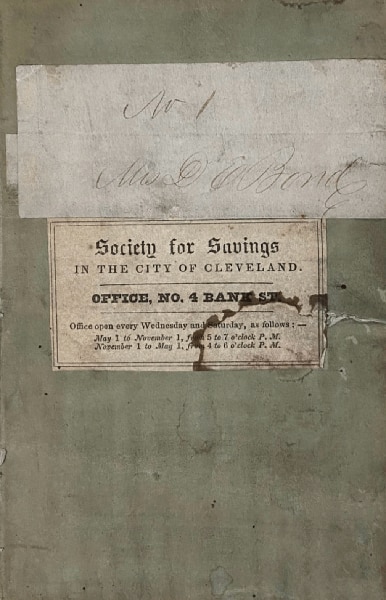 No 1
Mrs D E Bond
Society for Savings
IN THE CITY OF CLEVELAND.
OFFICE, NO. 4 BANK ST.
Office open every Wednesday and Saturday, as follows:—
May 1 to November 1, from 5 to 7 o'clock P. M.
November 1 to May 1, from 4 to 6 o'clock P. M.